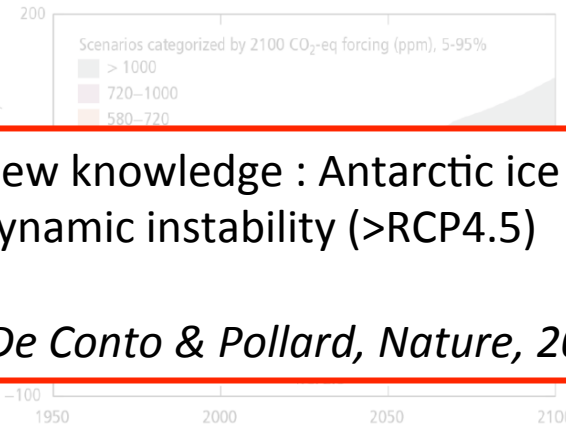 200
Scenarios categorized by 2100 CO₂-eq forcing (ppm), 5-95%
> 1000
720–1000
580–720
ew knowledge : Antarctic ice
ynamic instability (>RCP4.5)
De Conto & Pollard, Nature, 20
–100
1950 2000 2050 210